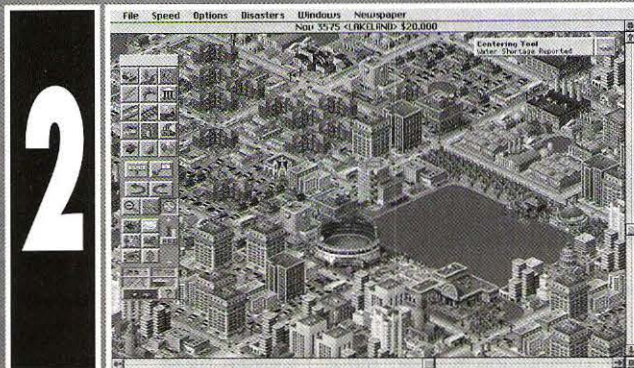 2
File Speed Options Disasters Windows Newspaper
Nov 3575 <LAKELAND> $20,000
Centering Tool
Water Shortage Reported